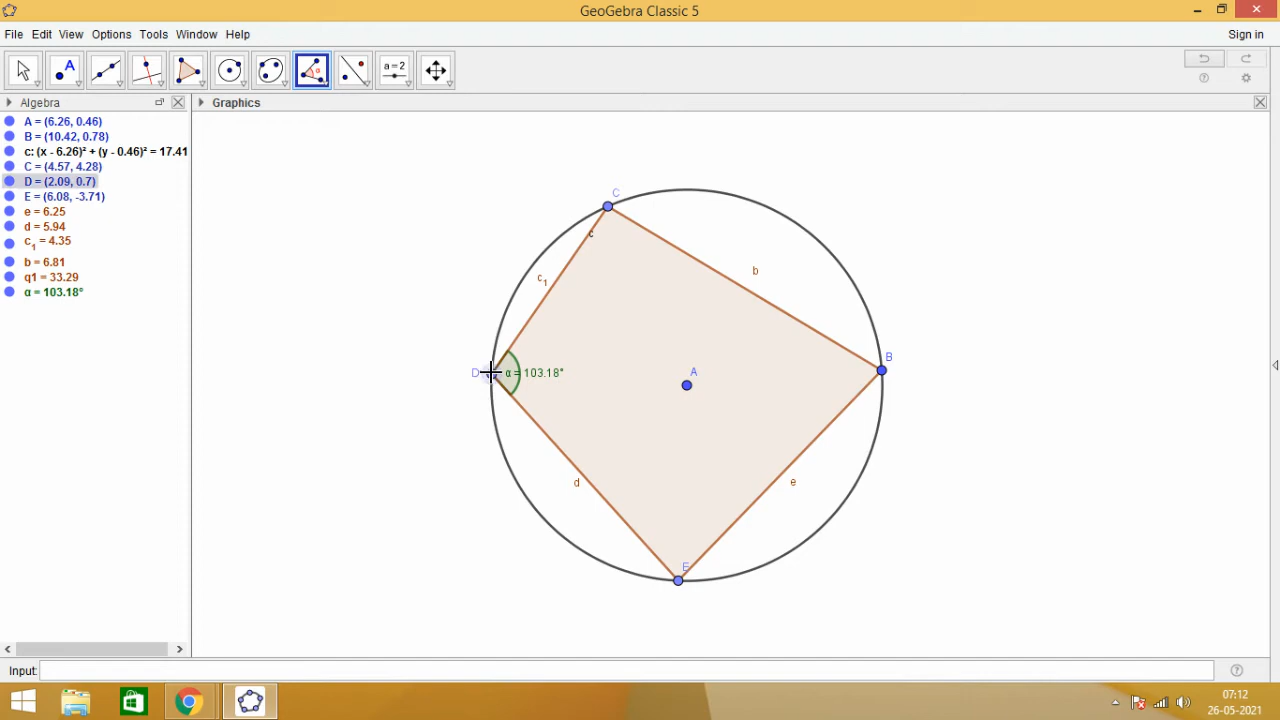 GeoGebra Classic 5
File Edit View Options Tools Window Help
Sign in
A
α
a = 2
Algebra
Graphics
A = (6.26, 0.46)
B = (10.42, 0.78)
c: (x - 6.26)² + (y - 0.46)² = 17.41
C = (4.57, 4.28)
D = (2.09, 0.7)
E = (6.08, -3.71)
e = 6.25
d = 5.94
c₁ = 4.35
b = 6.81
q1 = 33.29
α = 103.18°
C
c
b
c₁
B
D
α = 103.18°
A
d
e
E
Input:
07:12
26-05-2021